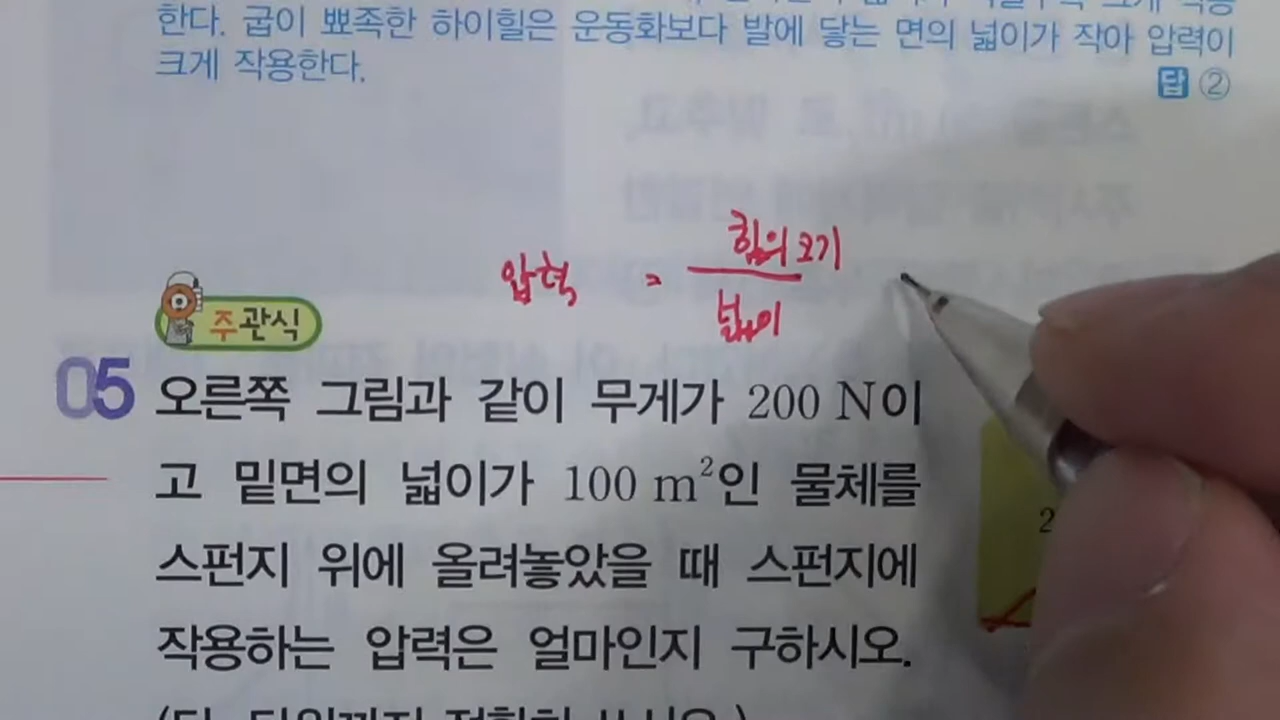 한다. 굽이 뾰족한 하이힐은 운동화보다 발에 닿는 면의 넓이가 작아 압력이
크게 작용한다.
답 ②
압력 = 힘의 크기
넓이
주관식
05 오른쪽 그림과 같이 무게가 200 N이
고 밑면의 넓이가 100 m²인 물체를
스펀지 위에 올려놓았을 때 스펀지에
작용하는 압력은 얼마인지 구하시오.
2